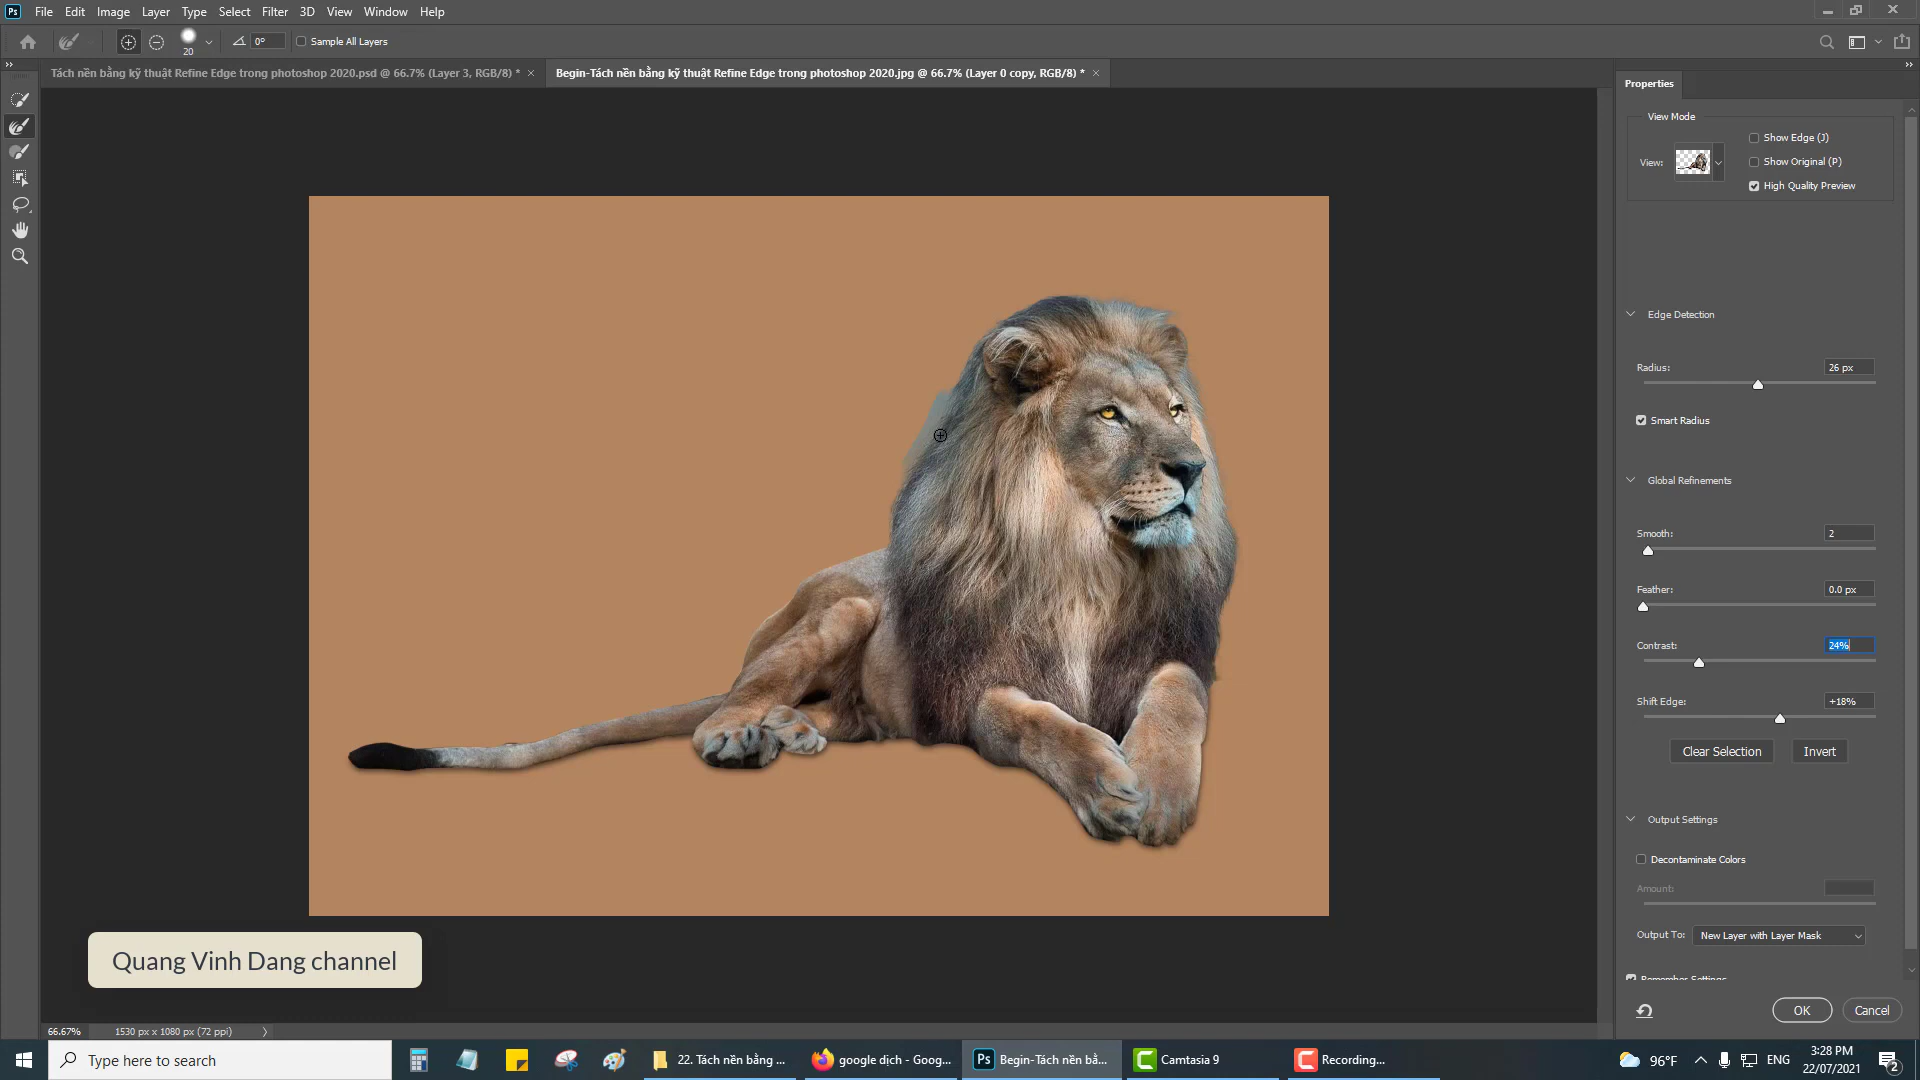 Ps File Edit Image Layer Type Select Filter 3D View Window Help
20 0° Sample All Layers
Tách nền bằng kỹ thuật Refine Edge trong photoshop 2020.psd @ 66.7% (Layer 3, RGB/8) * ×
Begin-Tách nền bằng kỹ thuật Refine Edge trong photoshop 2020.jpg @ 66.7% (Layer 0 copy, RGB/8) * ×
Properties
View Mode
Show Edge (J)
View:
Show Original (P)
High Quality Preview
Edge Detection
Radius: 26 px
Smart Radius
Global Refinements
Smooth: 2
Feather: 0.0 px
Contrast: 24%
Shift Edge: +18%
Clear Selection Invert
Output Settings
Decontaminate Colors
Amount:
Output To: New Layer with Layer Mask
Remember Settings
OK Cancel
Quang Vinh Dang channel
66.67% 1530 px x 1080 px (72 ppi)
Type here to search
22. Tách nền bằng ...
google dịch - Goog...
Ps Begin-Tách nền bằ...
Camtasia 9
Recording...
96°F
ENG
3:28 PM
22/07/2021
2